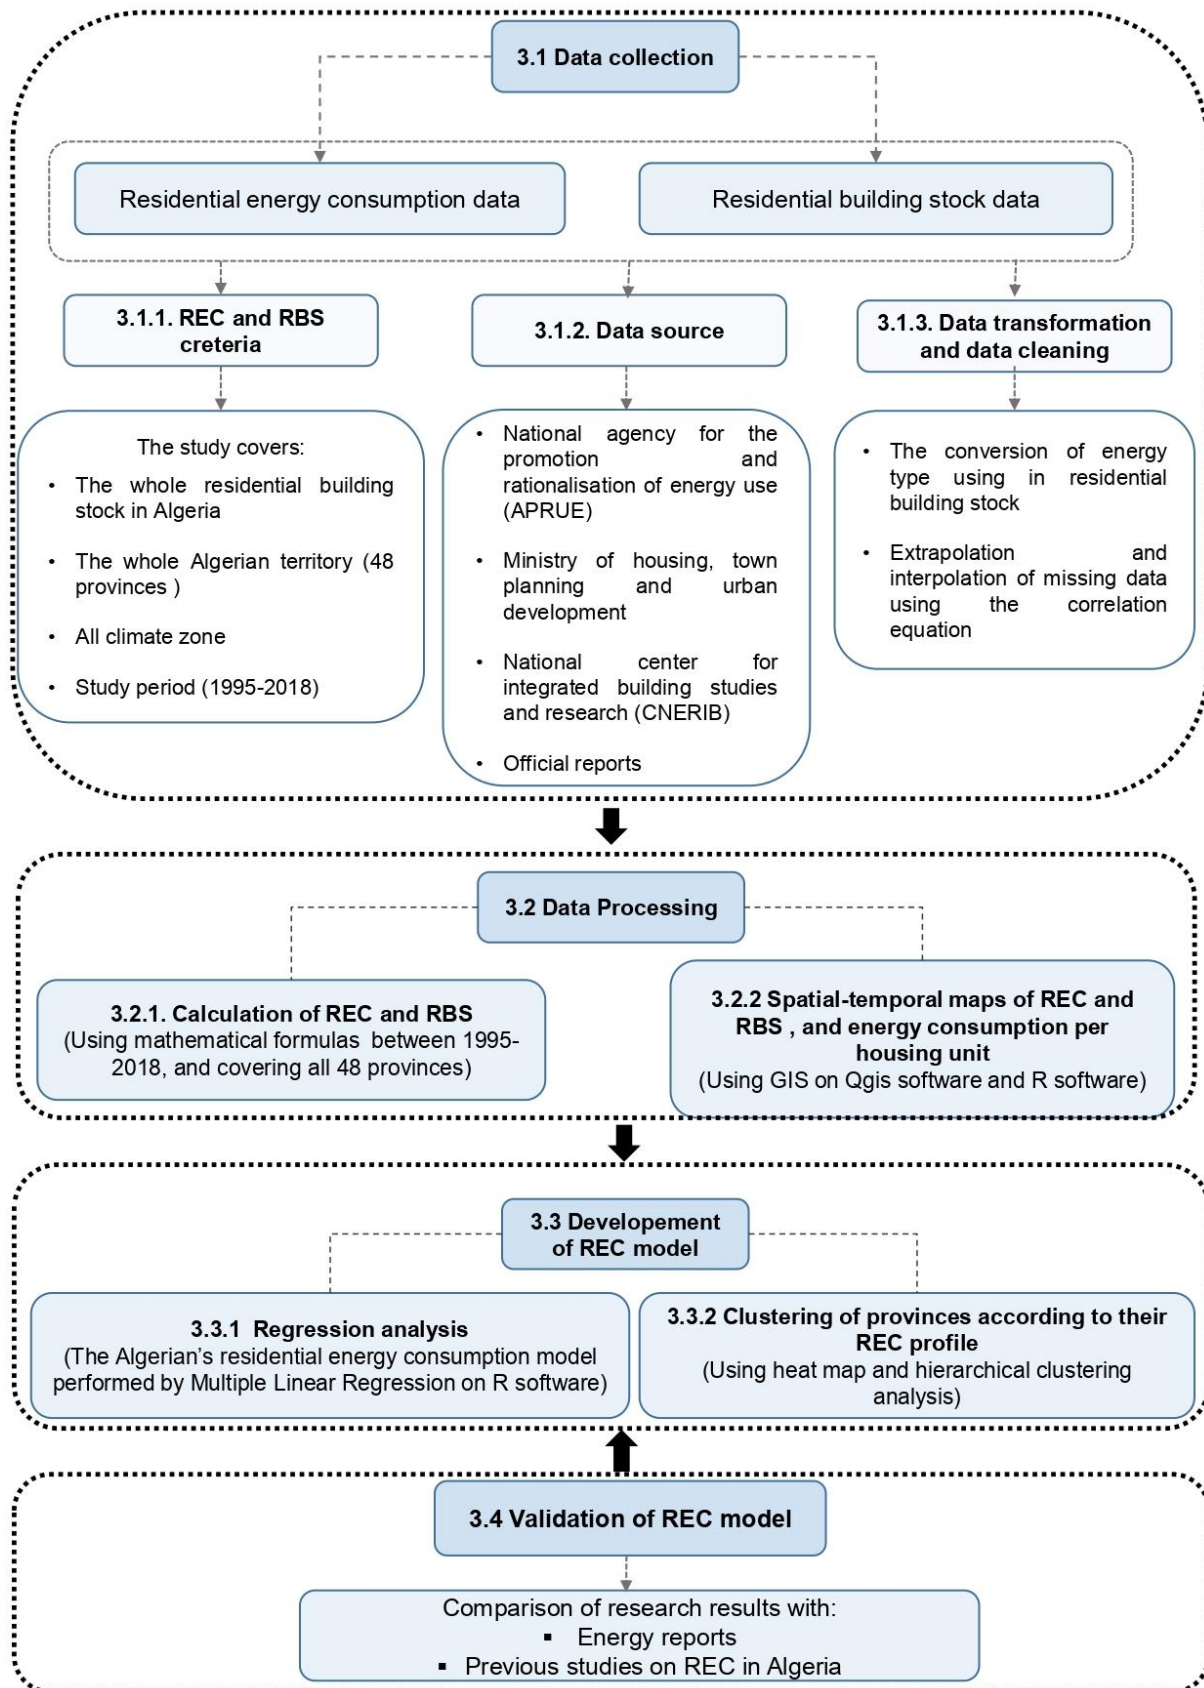 3.1 Data collection
Residential energy consumption data
Residential building stock data
3.1.1. REC and RBS
creteria
3.1.2. Data source
3.1.3. Data transformation
and data cleaning
The study covers:
• The whole residential building
stock in Algeria
• The whole Algerian territory (48
provinces )
• All climate zone
• Study period (1995-2018)
• National agency for the
promotion and
rationalisation of energy use
(APRUE)
• Ministry of housing, town
planning and urban
development
• National center for
integrated building studies
and research (CNERIB)
• Official reports
• The conversion of energy
type using in residential
building stock
• Extrapolation and
interpolation of missing data
using the correlation
equation
3.2 Data Processing
3.2.1. Calculation of REC and RBS
(Using mathematical formulas between 1995-
2018, and covering all 48 provinces)
3.2.2 Spatial-temporal maps of REC and
RBS , and energy consumption per
housing unit
(Using GIS on Qgis software and R software)
3.3 Developement
of REC model
3.3.1 Regression analysis
(The Algerian’s residential energy consumption model
performed by Multiple Linear Regression on R software)
3.3.2 Clustering of provinces according to their
REC profile
(Using heat map and hierarchical clustering
analysis)
3.4 Validation of REC model
Comparison of research results with:
▪ Energy reports
▪ Previous studies on REC in Algeria